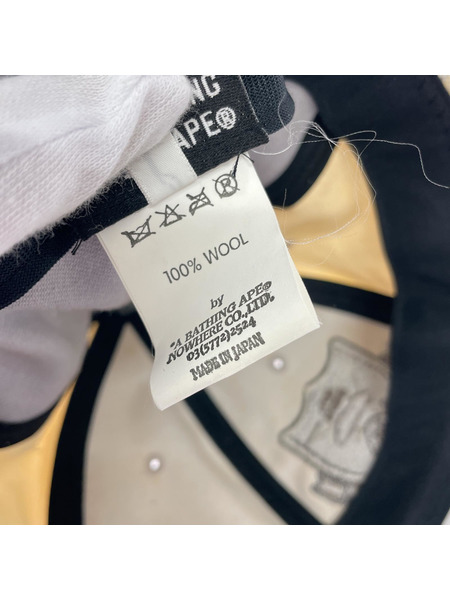 NG
APE®
100% WOOL
by
"A BATHING APE®
NOWHERE CO.,LTD.
03(5772)2524
MADE IN JAPAN